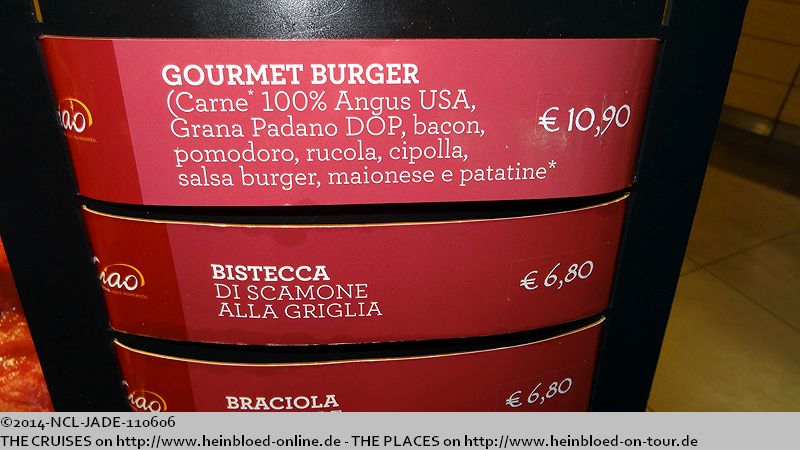 GOURMET BURGER
(Carne* 100% Angus USA,
Grana Padano DOP, bacon,
pomodoro, rucola, cipolla,
salsa burger, maionese e patatine*
€ 10,90
BISTECCA
DI SCAMONE
ALLA GRIGLIA
€ 6,80
Ciao
BRACIOLA
€ 6,80
©2014-NCL-JADE-110606
THE CRUISES on http://www.heinbloed-online.de - THE PLACES on http://www.heinbloed-on-tour.de